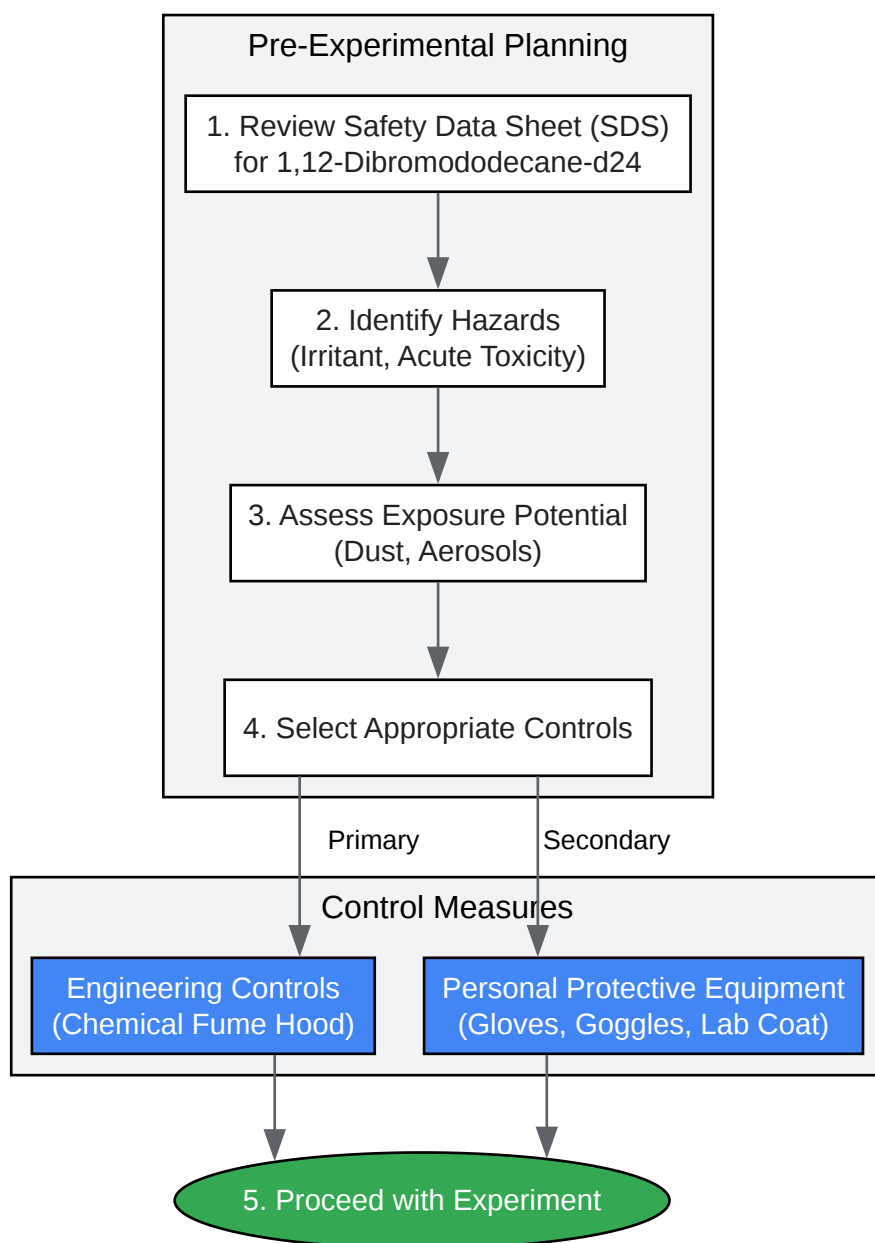 Pre-Experimental Planning
1. Review Safety Data Sheet (SDS)
for 1,12-Dibromododecane-d24
2. Identify Hazards
(Irritant, Acute Toxicity)
3. Assess Exposure Potential
(Dust, Aerosols)
4. Select Appropriate Controls
Primary
Secondary
Control Measures
Engineering Controls
(Chemical Fume Hood)
Personal Protective Equipment
(Gloves, Goggles, Lab Coat)
5. Proceed with Experiment